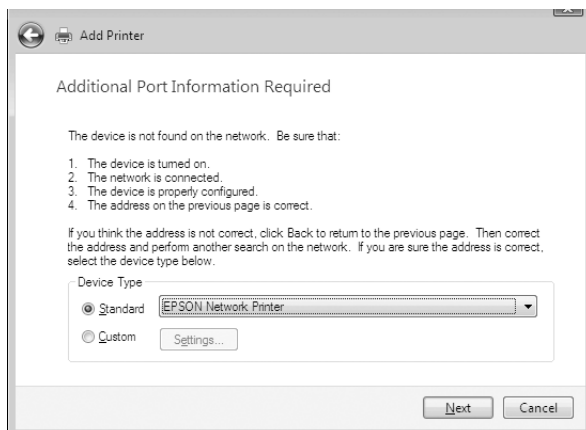 Add Printer
Additional Port Information Required
The device is not found on the network. Be sure that:
1. The device is turned on.
2. The network is connected.
3. The device is properly configured.
4. The address on the previous page is correct.
If you think the address is not correct, click Back to return to the previous page. Then correct
the address and perform another search on the network. If you are sure the address is correct,
select the device type below.
Device Type
Standard
EPSON Network Printer
Custom
Settings...
Next
Cancel